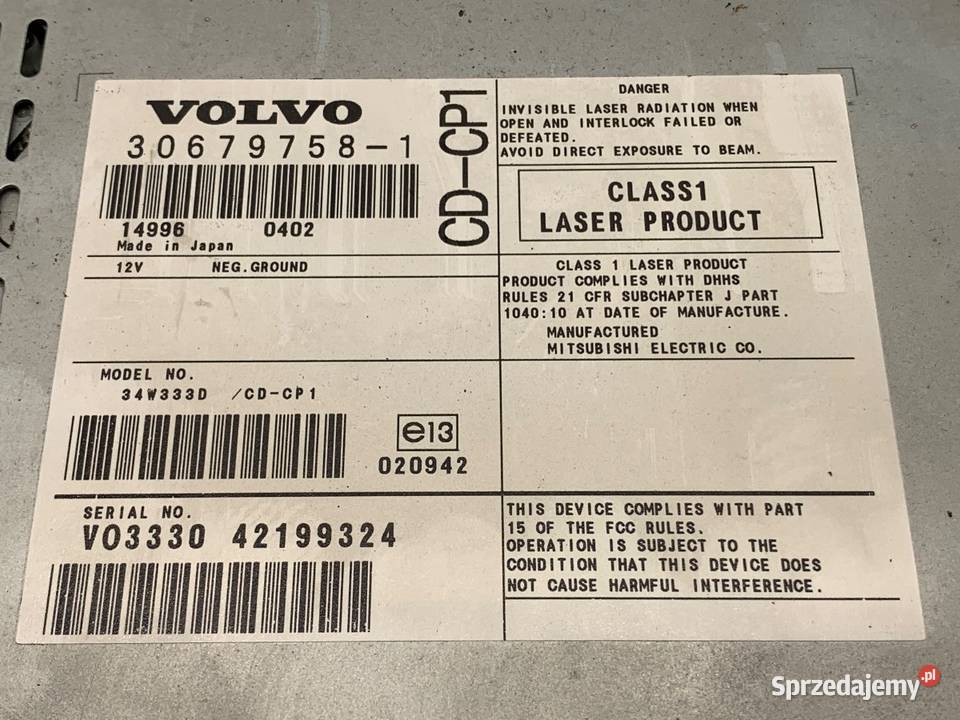 VOLVO
30679758-1
14996 0402
Made in Japan
CD-CP1
12V NEG.GROUND
MODEL NO.
34W333D /CD-CP1
e13
020942
SERIAL NO.
VO3330 42199324
DANGER
INVISIBLE LASER RADIATION WHEN
OPEN AND INTERLOCK FAILED OR
DEFEATED.
AVOID DIRECT EXPOSURE TO BEAM.
CLASS1
LASER PRODUCT
CLASS 1 LASER PRODUCT
PRODUCT COMPLIES WITH DHHS
RULES 21 CFR SUBCHAPTER J PART
1040:10 AT DATE OF MANUFACTURE.
MANUFACTURED
MITSUBISHI ELECTRIC CO.
THIS DEVICE COMPLIES WITH PART
15 OF THE FCC RULES.
OPERATION IS SUBJECT TO THE
CONDITION THAT THIS DEVICE DOES
NOT CAUSE HARMFUL INTERFERENCE.
Sprzedajemy.pl